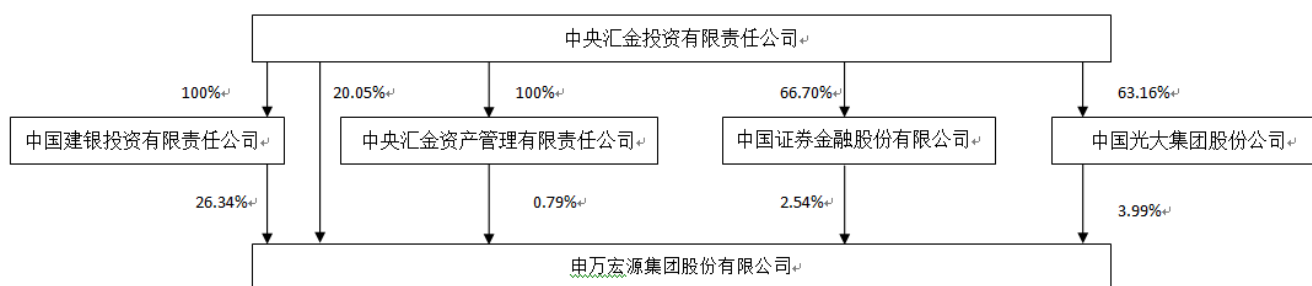 中央汇金投资有限责任公司↵
100%↵ 20.05%↵ 100%↵ 66.70%↵ 63.16%↵
中国建银投资有限责任公司↵ 中央汇金资产管理有限责任公司↵ 中国证券金融股份有限公司↵ 中国光大集团股份公司↵
26.34%↵ 0.79%↵ 2.54%↵ 3.99%↵
申万宏源集团股份有限公司↵